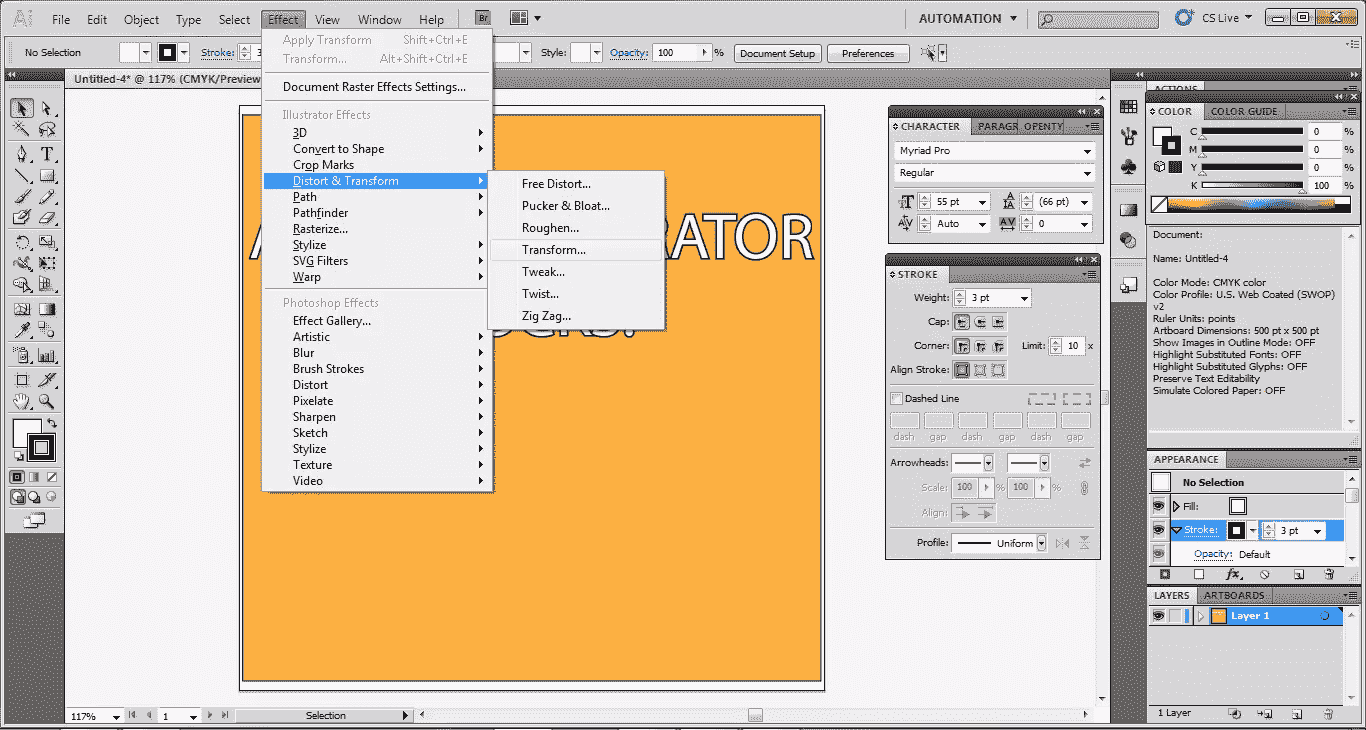 Ai File Edit Object Type Select Effect View Window Help Br AUTOMATION CS Live
No Selection Stroke: 3 Style: Opacity: 100 % Document Setup Preferences
Untitled-4* @ 117% (CMYK/Preview
Apply Transform Shift+Ctrl+E
Transform... Alt+Shift+Ctrl+E
Document Raster Effects Settings...
Illustrator Effects
3D
Convert to Shape
Crop Marks
Distort & Transform
Path
Pathfinder
Rasterize...
Stylize
SVG Filters
Warp
Photoshop Effects
Effect Gallery...
Artistic
Blur
Brush Strokes
Distort
Pixelate
Sharpen
Sketch
Stylize
Texture
Video
Free Distort...
Pucker & Bloat...
Roughen...
Transform...
Tweak...
Twist...
Zig Zag...
RATOR
CHARACTER PARAGR OPENTY
Myriad Pro
Regular
55 pt (66 pt)
Auto 0
STROKE
Weight: 3 pt
Cap:
Corner: Limit: 10 x
Align Stroke:
Dashed Line
dash gap dash gap dash gap
Arrowheads:
Scale: 100 % 100 %
Align:
Profile: Uniform
ACTIONS
COLOR COLOR GUIDE
C 0 %
M 0 %
Y 0 %
K 100 %
Document:
Name: Untitled-4
Color Mode: CMYK color
Color Profile: U.S. Web Coated (SWOP)
v2
Ruler Units: points
Artboard Dimensions: 500 pt x 500 pt
Show Images in Outline Mode: OFF
Highlight Substituted Fonts: OFF
Highlight Substituted Glyphs: OFF
Preserve Text Editability
Simulate Colored Paper: OFF
APPEARANCE
No Selection
Fill:
Stroke: 3 pt
Opacity: Default
fx
LAYERS ARTBOARDS
Layer 1
1 Layer
117% 1 Selection